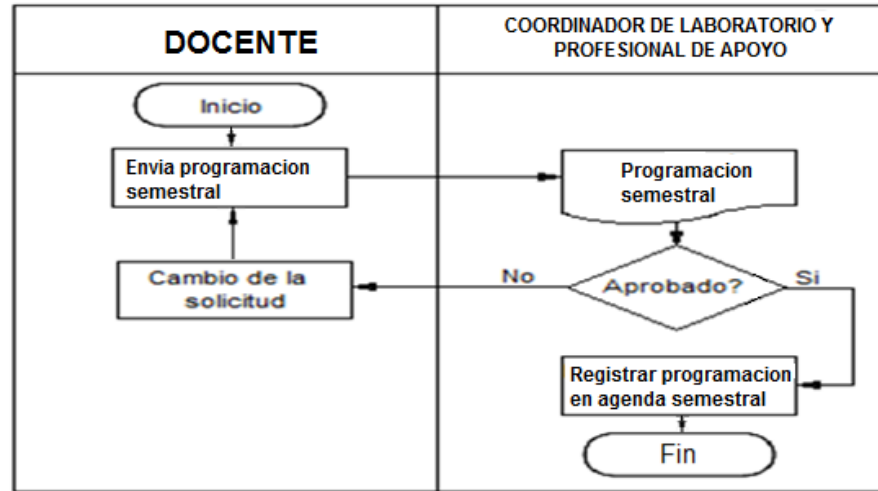 DOCENTE
COORDINADOR DE LABORATORIO Y
PROFESIONAL DE APOYO
Inicio
Envia programacion
semestral
Programacion
semestral
Cambio de la
solicitud
No
Aprobado?
Si
Registrar programacion
en agenda semestral
Fin